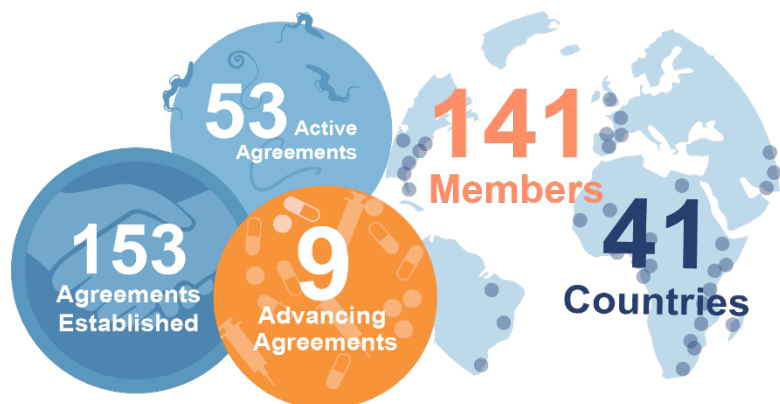 53 Active
Agreements
153
Agreements
Established
9
Advancing
Agreements
141
Members
41
Countries